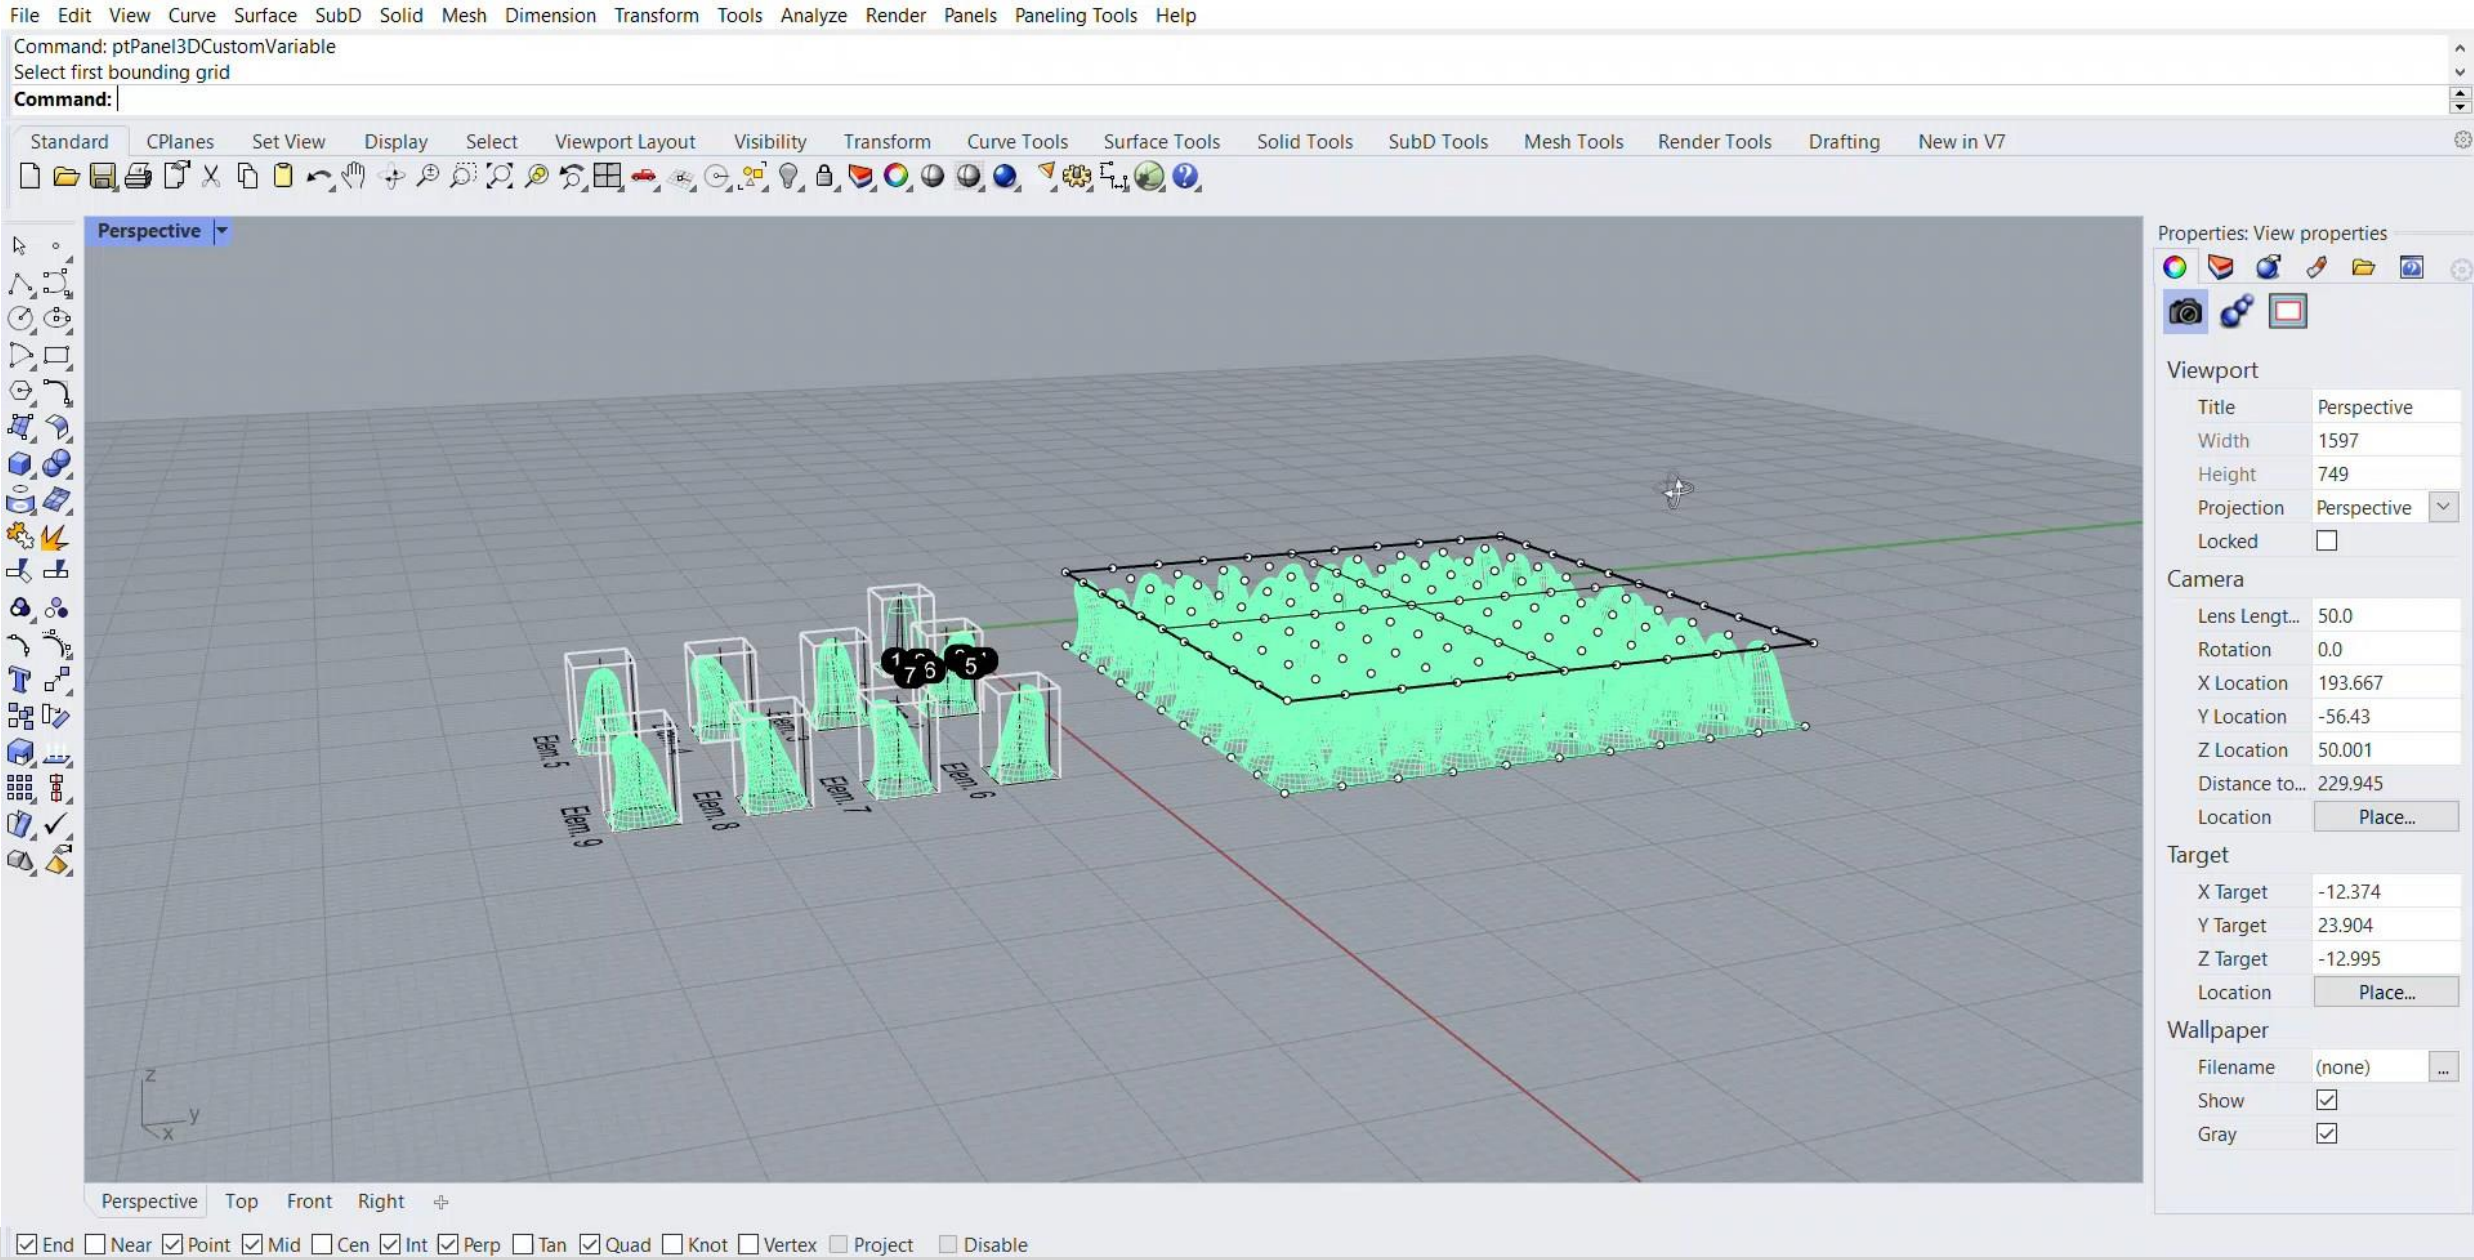 File Edit View Curve Surface SubD Solid Mesh Dimension Transform Tools Analyze Render Panels Paneling Tools Help
Command: ptPanel3DCustomVariable
Select first bounding grid
Command:
Standard CPlanes Set View Display Select Viewport Layout Visibility Transform Curve Tools Surface Tools Solid Tools SubD Tools Mesh Tools Render Tools Drafting New in V7
Perspective
Properties: View properties
Viewport
Title Perspective
Width 1597
Height 749
Projection Perspective
Locked
Camera
Lens Lengt... 50.0
Rotation 0.0
X Location 193.667
Y Location -56.43
Z Location 50.001
Distance to... 229.945
Location Place...
Target
X Target -12.374
Y Target 23.904
Z Target -12.995
Location Place...
Wallpaper
Filename (none) ...
Show
Gray
1
7 6 5
Elem. 5
Elem. 9
Elem. 8
Elem. 7
Elem. 6
z
y
x
Perspective Top Front Right
End Near Point Mid Cen Int Perp Tan Quad Knot Vertex Project Disable